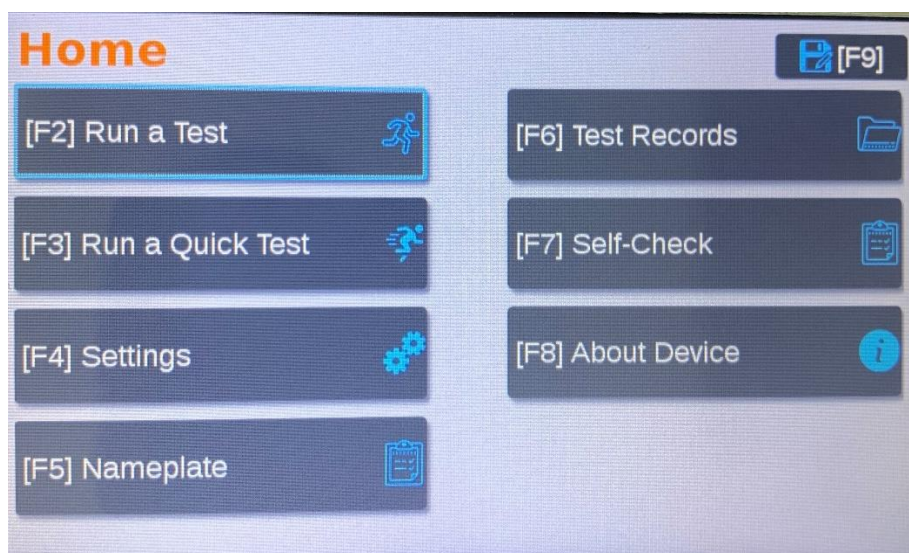 Home
[F9]
[F2] Run a Test
[F3] Run a Quick Test
[F4] Settings
[F5] Nameplate
[F6] Test Records
[F7] Self-Check
[F8] About Device